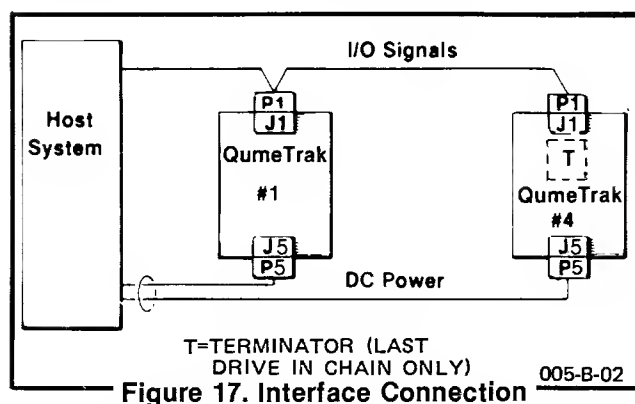 I/O Signals
Host
System
P1
J1
QumeTrak
#1
J5
P5
P1
J1
T
QumeTrak
#4
J5
P5
DC Power
T=TERMINATOR (LAST
DRIVE IN CHAIN ONLY)
005-B-02
Figure 17. Interface Connection